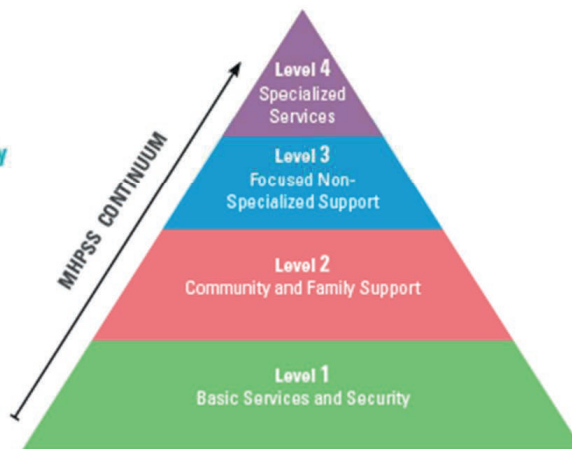 Level 4
Specialized
Services
Level 3
Focused Non-
Specialized Support
Level 2
Community and Family Support
Level 1
Basic Services and Security
MHPSS CONTINUUM